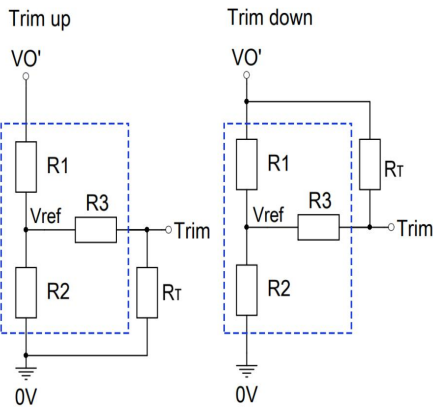 Trim up
VO'
R1
Vref
R3
Trim
R2
RT
0V
Trim down
VO'
R1
RT
Vref
R3
Trim
R2
0V